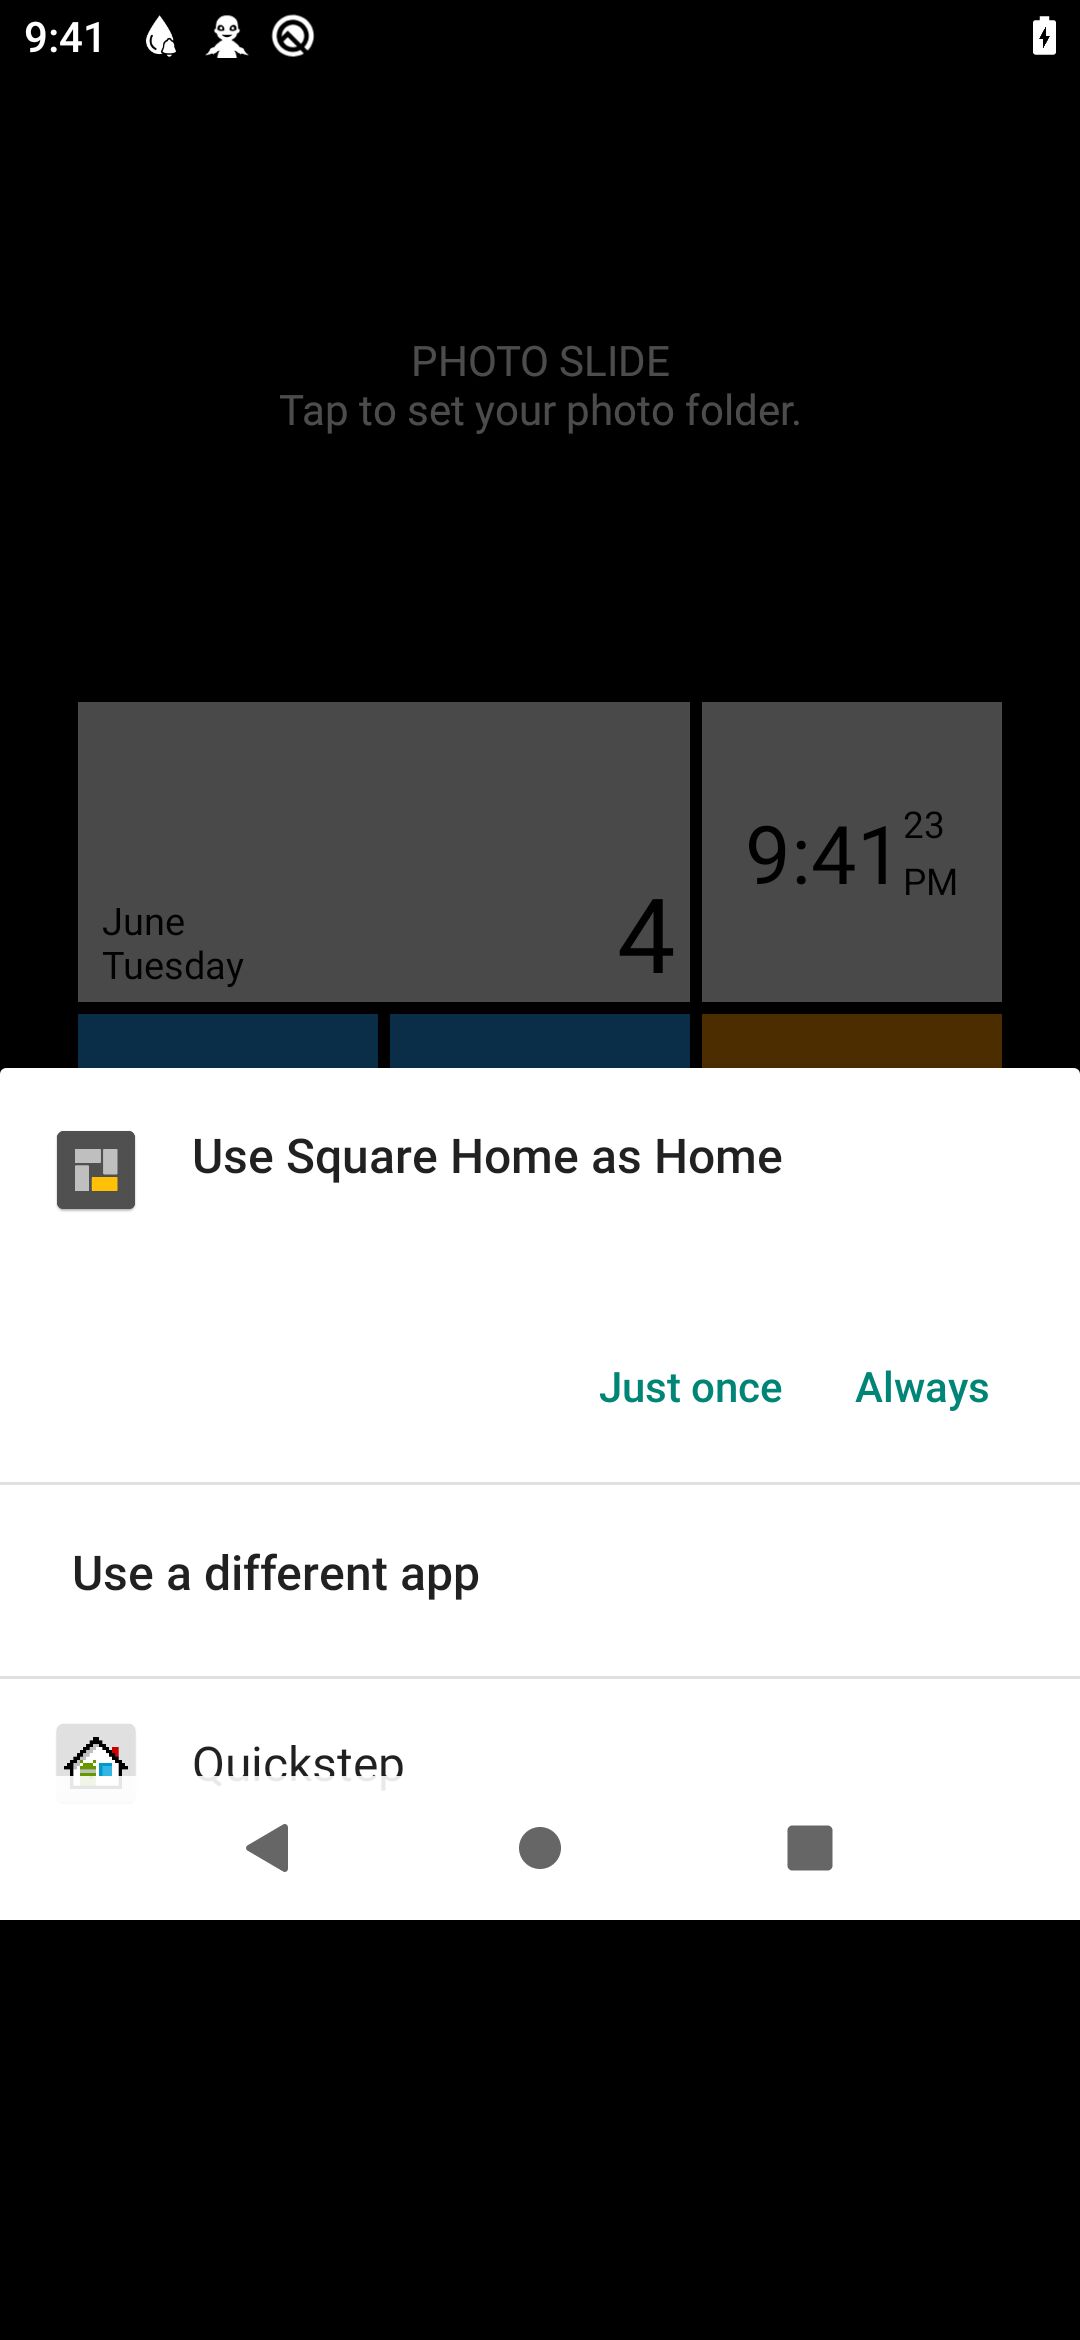 9:41
PHOTO SLIDE
Tap to set your photo folder.
June
Tuesday
4
9:41
23
PM
Use Square Home as Home
Just once
Always
Use a different app
Quickstep